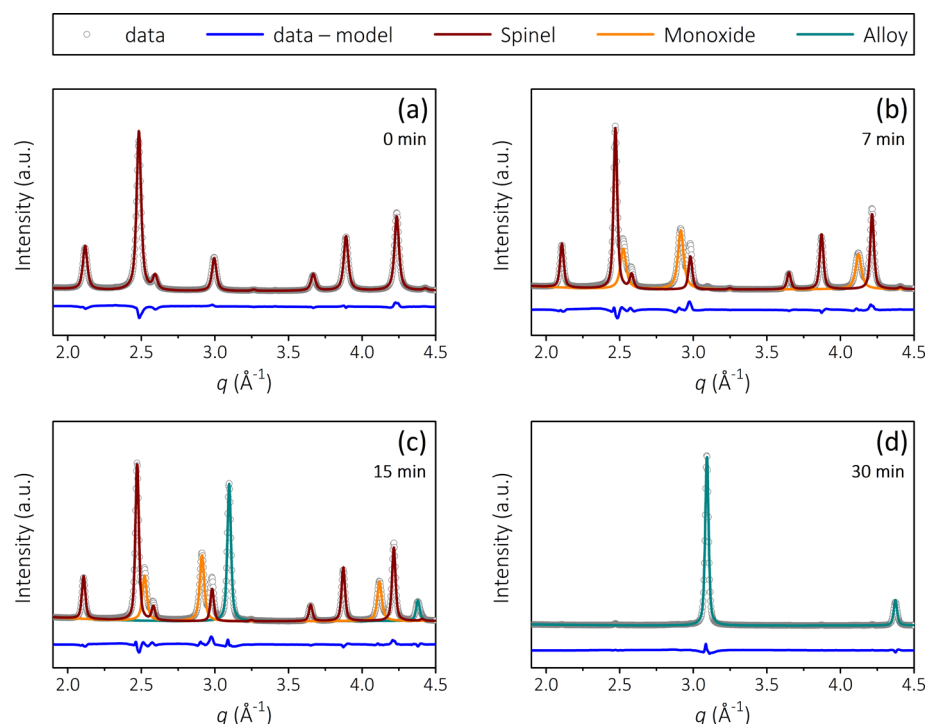 data data – model Spinel Monoxide Alloy
(a)
0 min
Intensity (a.u.)
2.0 2.5 3.0 3.5 4.0 4.5
q (Å⁻¹)
(b)
7 min
Intensity (a.u.)
2.0 2.5 3.0 3.5 4.0 4.5
q (Å⁻¹)
(c)
15 min
Intensity (a.u.)
2.0 2.5 3.0 3.5 4.0 4.5
q (Å⁻¹)
(d)
30 min
Intensity (a.u.)
2.0 2.5 3.0 3.5 4.0 4.5
q (Å⁻¹)